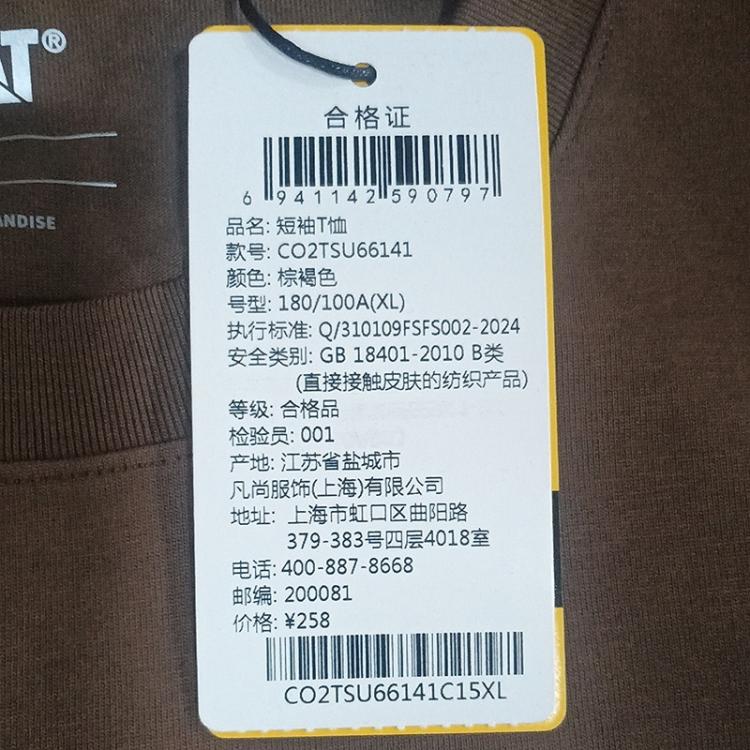 AT®
ANDISE
合格证
6 941142 590797
品名: 短袖T恤
款号: CO2TSU66141
颜色: 棕褐色
号型: 180/100A(XL)
执行标准: Q/310109FSFS002-2024
安全类别: GB 18401-2010 B类
(直接接触皮肤的纺织产品)
等级: 合格品
检验员: 001
产地: 江苏省盐城市
凡尚服饰(上海)有限公司
地址: 上海市虹口区曲阳路
379-383号四层4018室
电话: 400-887-8668
邮编: 200081
价格: ¥258
CO2TSU66141C15XL